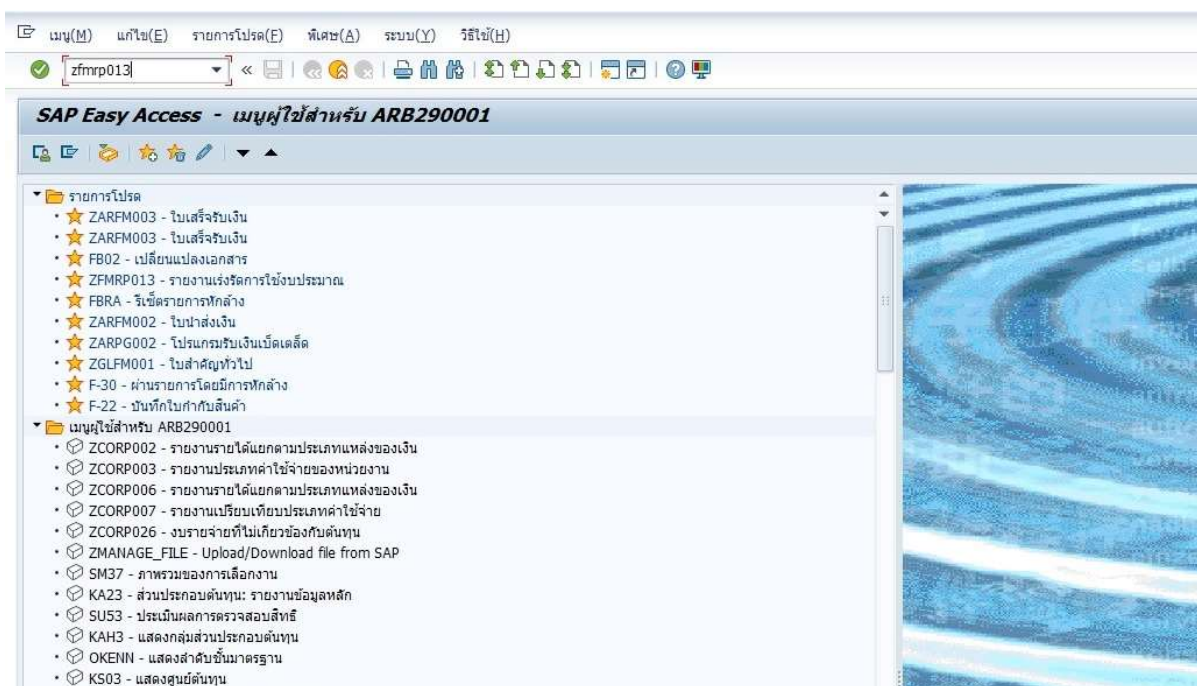 เมนู(M) แก้ไข(E) รายการโปรด(F) พิเศษ(A) ระบบ(Y) วิธีใช้(H)
zfmrp013
SAP Easy Access - เมนูผู้ใช้สำหรับ ARB290001
รายการโปรด
ZARFM003 - ใบเสร็จรับเงิน
ZARFM003 - ใบเสร็จรับเงิน
FB02 - เปลี่ยนแปลงเอกสาร
ZFMRP013 - รายงานเร่งรัดการใช้งบประมาณ
FBRA - รีเซ็ตรายการหักล้าง
ZARFM002 - ใบนำส่งเงิน
ZARPG002 - โปรแกรมรับเงินเบ็ดเตล็ด
ZGLFM001 - ใบสำคัญทั่วไป
F-30 - ผ่านรายการโดยมีการหักล้าง
F-22 - บันทึกใบกำกับสินค้า
เมนูผู้ใช้สำหรับ ARB290001
ZCORP002 - รายงานรายได้แยกตามประเภทแหล่งของเงิน
ZCORP003 - รายงานประเภทค่าใช้จ่ายของหน่วยงาน
ZCORP006 - รายงานรายได้แยกตามประเภทแหล่งของเงิน
ZCORP007 - รายงานเปรียบเทียบประเภทค่าใช้จ่าย
ZCORP026 - งบรายจ่ายที่ไม่เกี่ยวข้องกับต้นทุน
ZMANAGE_FILE - Upload/Download file from SAP
SM37 - ภาพรวมของการเลือกงาน
KA23 - ส่วนประกอบต้นทุน: รายงานข้อมูลหลัก
SU53 - ประเมินผลการตรวจสอบสิทธิ์
KAH3 - แสดงกลุ่มส่วนประกอบต้นทุน
OKENN - แสดงลำดับชั้นมาตรฐาน
KS03 - แสดงศูนย์ต้นทุน